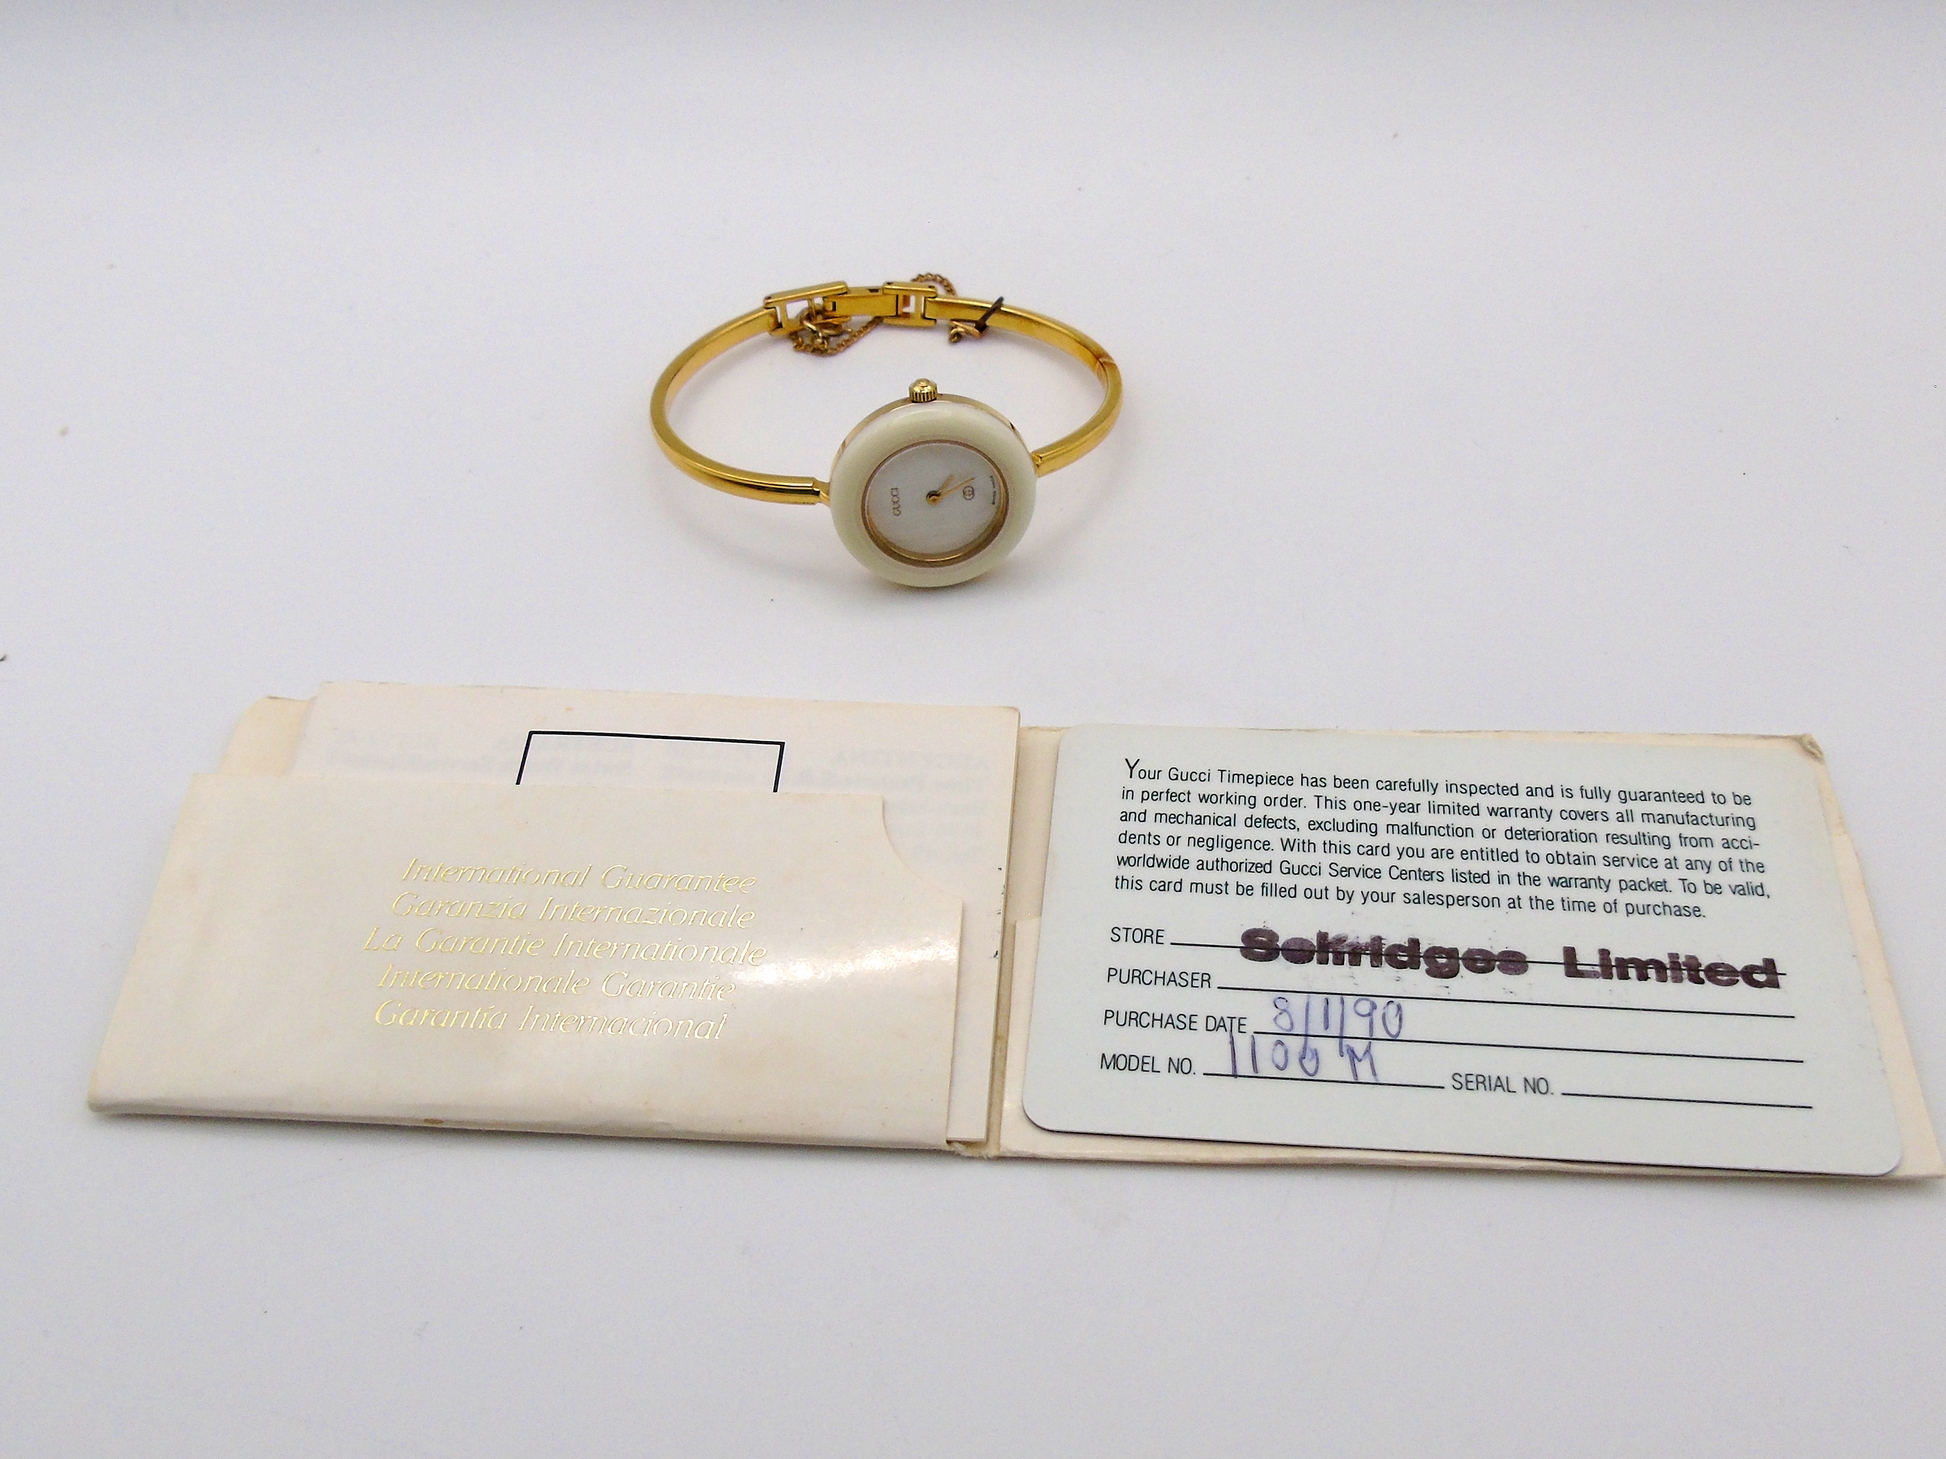 GUCCI
International Guarantee
Garanzia Internazionale
La Garantie Internationale
Internationale Garantie
Garantía Internacional
Your Gucci Timepiece has been carefully inspected and is fully guaranteed to be
in perfect working order. This one-year limited warranty covers all manufacturing
and mechanical defects, excluding malfunction or deterioration resulting from acci-
dents or negligence. With this card you are entitled to obtain service at any of the
worldwide authorized Gucci Service Centers listed in the warranty packet. To be valid,
this card must be filled out by your salesperson at the time of purchase.
STORE Selfridges Limited
PURCHASER
PURCHASE DATE 8/1/90
MODEL NO. 1100 M SERIAL NO.